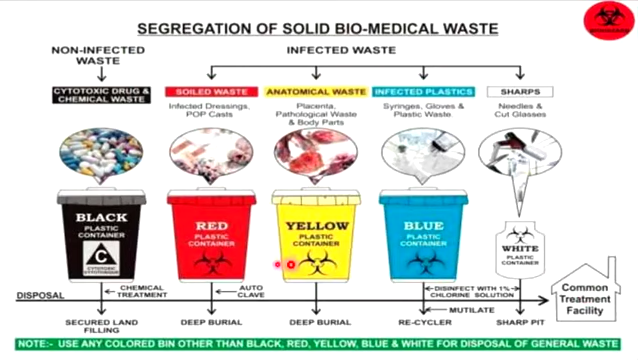 SEGREGATION OF SOLID BIO-MEDICAL WASTE
NON-INFECTED
WASTE
INFECTED WASTE
CYTOTOXIC DRUG &
CHEMICAL WASTE
SOILED WASTE
Infected Dressings,
POP Casts
ANATOMICAL WASTE
Placenta,
Pathological Waste
& Body Parts
INFECTED PLASTICS
Syringes, Gloves &
Plastic Waste
SHARPS
Needles &
Cut Glasses
BLACK
PLASTIC
CONTAINER
C
RED
PLASTIC
CONTAINER
YELLOW
PLASTIC
CONTAINER
BLUE
PLASTIC
CONTAINER
WHITE
PLASTIC
CONTAINER
DISPOSAL
CHEMICAL
TREATMENT
AUTO
CLAVE
DISINFECT WITH 1%
CHLORINE SOLUTION
MUTILATE
Common
Treatment
Facility
SECURED LAND
FILLING
DEEP BURIAL
DEEP BURIAL
RE-CYCLER
SHARP PIT
NOTE:- USE ANY COLORED BIN OTHER THAN BLACK, RED, YELLOW, BLUE & WHITE FOR DISPOSAL OF GENERAL WASTE